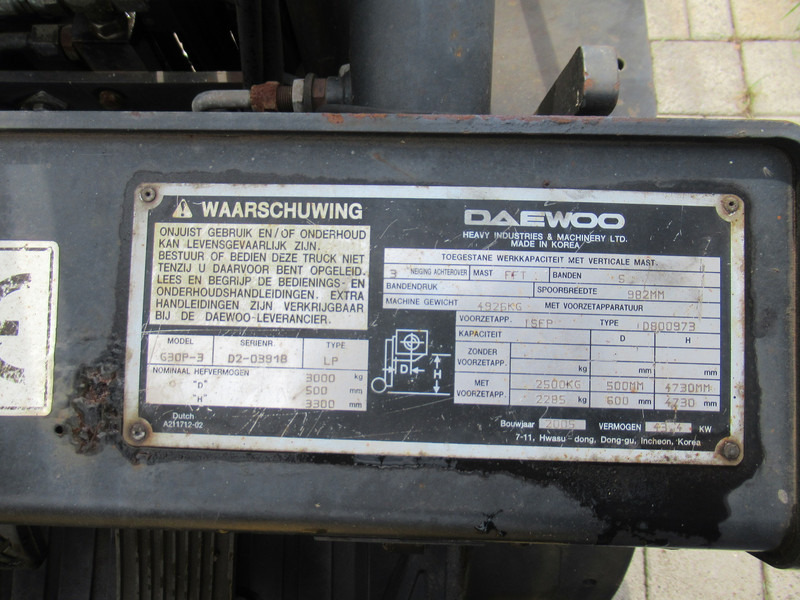 WAARSCHUWING
ONJUIST GEBRUIK EN/OF ONDERHOUD
KAN LEVENSGEVAARLIJK ZIJN.
BESTUUR OF BEDIEN DEZE TRUCK NIET
TENZIJ U DAARVOOR BENT OPGELEID.
LEES EN BEGRIJP DE BEDIENINGS- EN
ONDERHOUDSHANDLEIDINGEN. EXTRA
HANDLEIDINGEN ZIJN VERKRIJGBAAR
BIJ DE DAEWOO-LEVERANCIER.
MODEL SERIENR. TYPE
G30P-3 D2-03918 LP
NOMINAAL HEFVERMOGEN 3000 kg
"D" 500 mm
"H" 3300 mm
Dutch
A211712-02
DAEWOO
HEAVY INDUSTRIES & MACHINERY LTD.
MADE IN KOREA
TOEGESTANE WERKKAPACITEIT MET VERTICALE MAST.
3 NEIGING ACHTEROVER MAST FFT BANDEN S
BANDENDRUK SPOORBREEDTE 982MM
MACHINE GEWICHT 4926KG MET VOORZETAPPARATUUR
VOORZETAPP. ISFP TYPE D800973
KAPACITEIT D H
ZONDER
VOORZETAPP. kg mm mm
MET 2500KG 500MM 4730MM
VOORZETAPP. 2285 kg 600 mm 4730 mm
D
H
Bouwjaar 2005 VERMOGEN 43.4 KW
7-11, Hwasu-dong, Dong-gu, Incheon, Korea